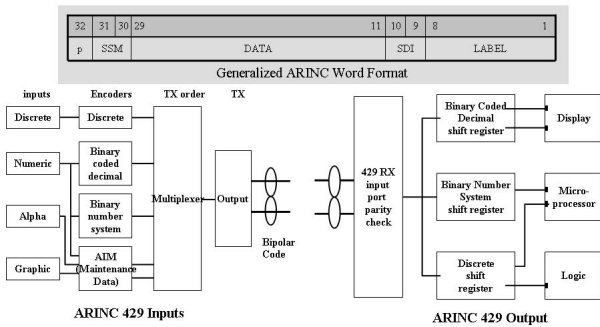 32 31 30 29 11 10 9 8 1
p SSM DATA SDI LABEL
Generalized ARINC Word Format
inputs Encoders TX order TX
Discrete
Discrete
Numeric
Binary
coded
decimal
Alpha
Binary
number
system
Graphic
AIM
(Maintenance
Data)
Multiplexer
Output
Bipolar
Code
429 RX
input
port
parity
check
Binary Coded
Decimal
shift register
Display
Binary Number
System
shift register
Micro-
processor
Discrete
shift
register
Logic
ARINC 429 Inputs
ARINC 429 Output